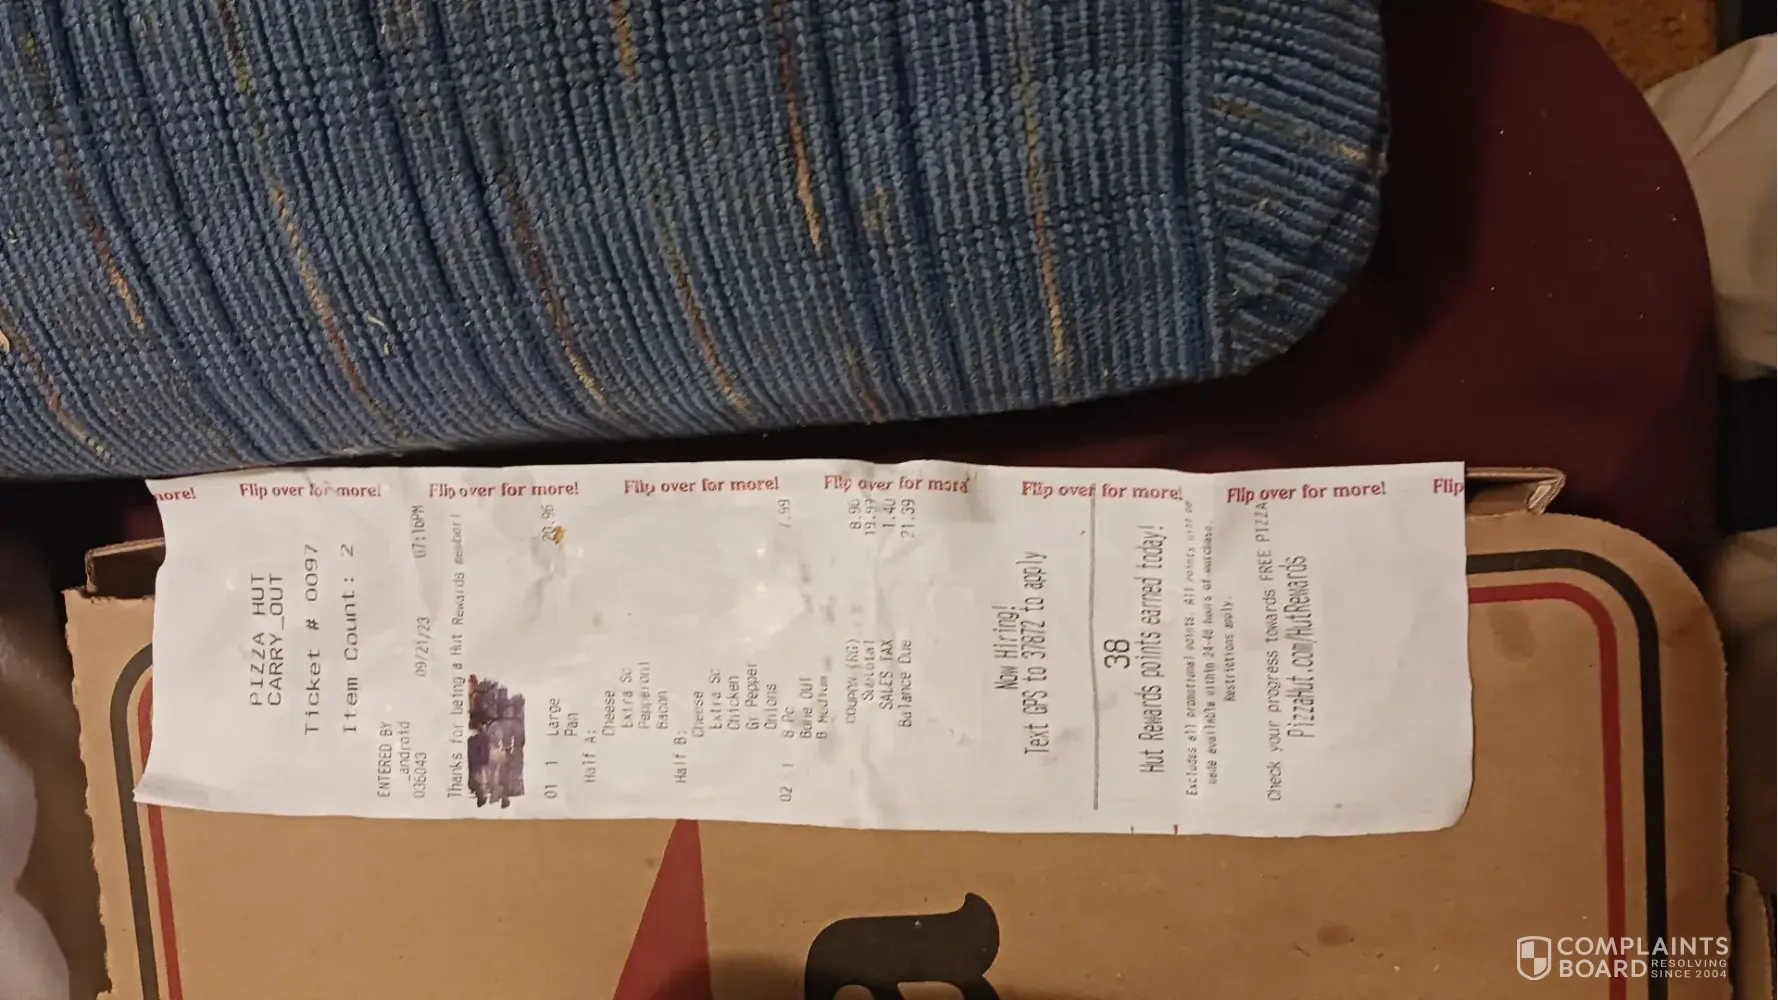 Flip over for more!
PIZZA HUT
CARRY_OUT
Ticket # 0097
Item Count: 2
ENTERED BY
_android
036043 09/21/23 07:16PM
Thanks for being a Hut Rewards member!
01 1 Large 20.96
Pan
Half A:
Cheese
Extra Sc
Pepperoni
Bacon
Half B:
Cheese
Extra Sc
Chicken
Gr Pepper
Onions
02 1 8 Pc 7.99
Bone OUT
B Medium
COUPON 8.96
Subtotal 19.99
SALES TAX 1.40
Balance Due 21.39
Now Hiring!
Text GPS to 37872 to apply
38
Hut Rewards points earned today!
Excludes all promotional points. All points will be
made available within 24-48 hours of purchase.
Restrictions apply.
Check your progress towards FREE PIZZA
PizzaHut.com/HutRewards
more! Flip over for more! Flip over for more! Flip over for more! Flip over for more! Flip over for more! Flip
COMPLAINTS
BOARD RESOLVING
SINCE 2004